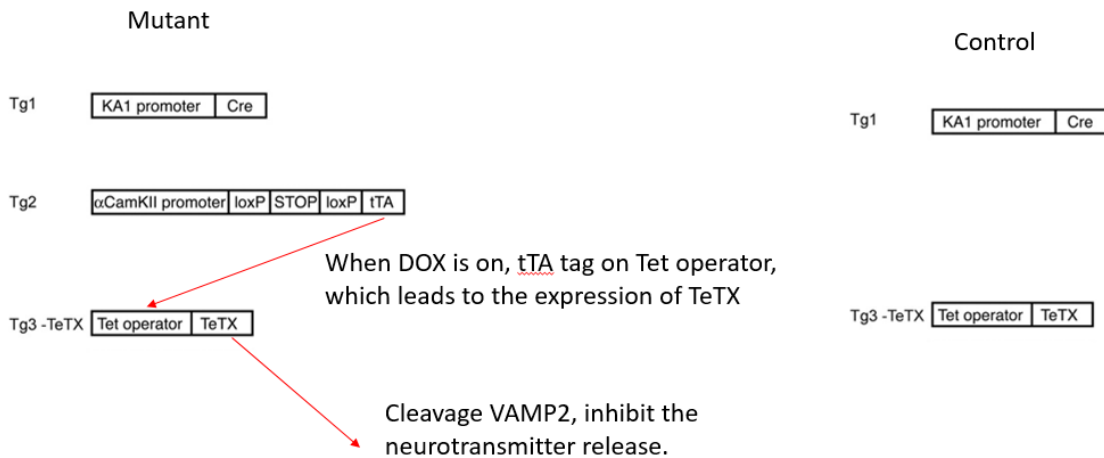 Mutant
Control
Tg1 KA1 promoter Cre
Tg1 KA1 promoter Cre
Tg2 αCamKII promoter loxP STOP loxP tTA
When DOX is on, tTA tag on Tet operator,
which leads to the expression of TeTX
Tg3 -TeTX Tet operator TeTX
Tg3 -TeTX Tet operator TeTX
Cleavage VAMP2, inhibit the
neurotransmitter release.